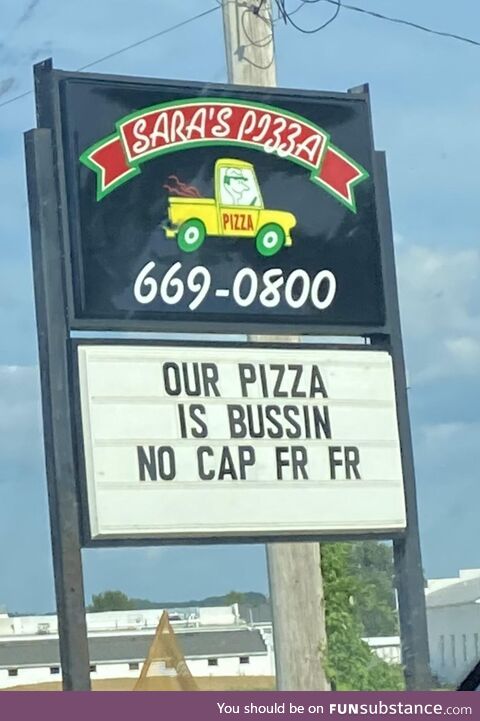 SARA'S PIZZA
PIZZA
669-0800
OUR PIZZA
IS BUSSIN
NO CAP FR FR
You should be on FUNsubstance.com